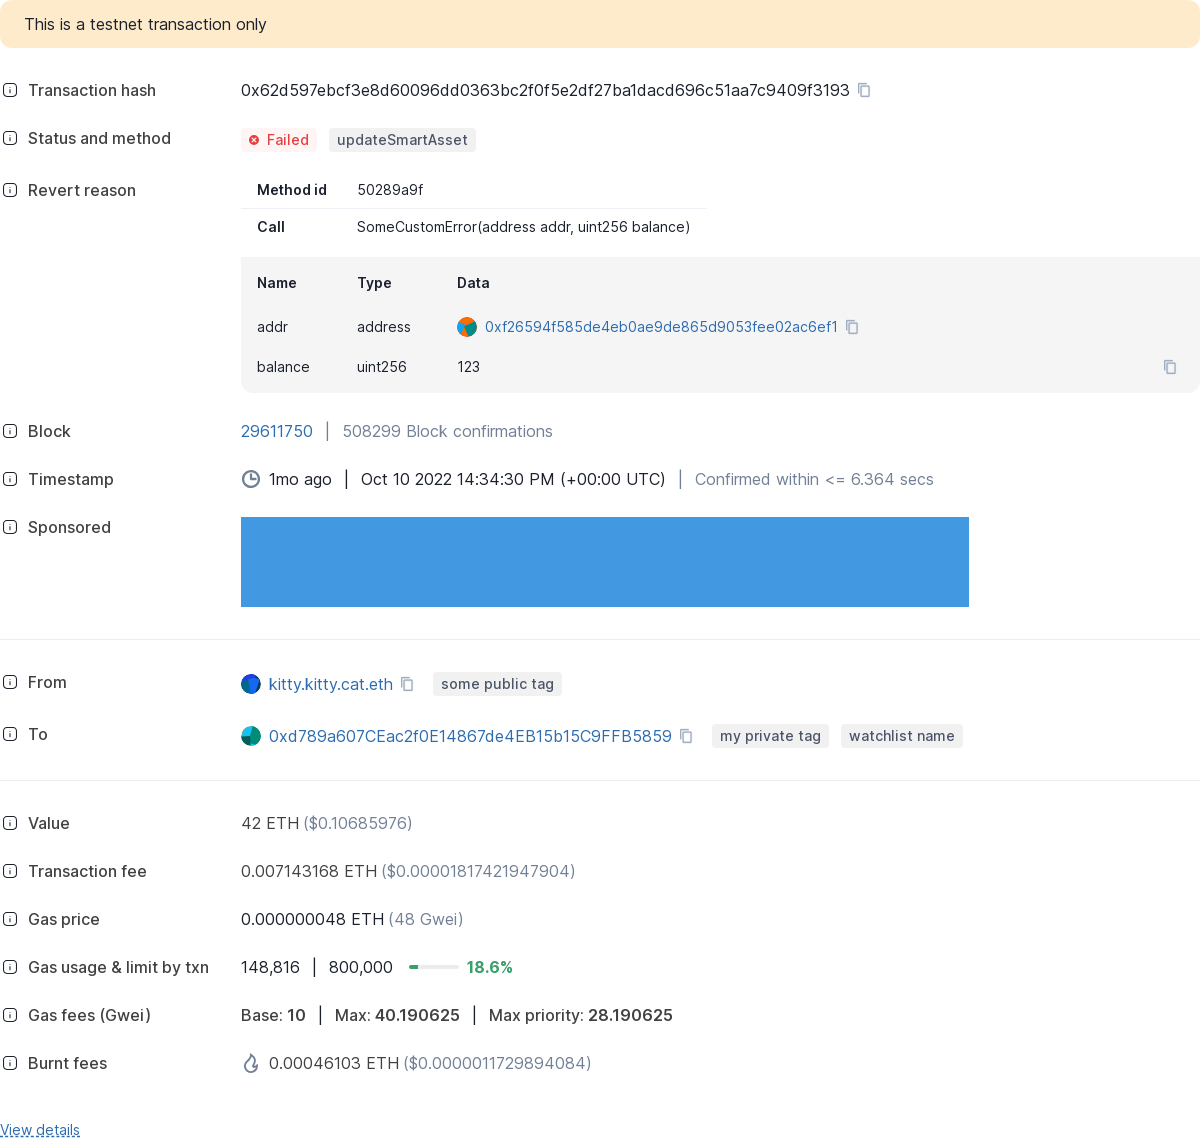 This is a testnet transaction only
Transaction hash 0x62d597ebcf3e8d60096dd0363bc2f0f5e2df27ba1dacd696c51aa7c9409f3193
Status and method Failed updateSmartAsset
Revert reason Method id 50289a9f
Call SomeCustomError(address addr, uint256 balance)
Name Type Data
addr address 0xf26594f585de4eb0ae9de865d9053fee02ac6ef1
balance uint256 123
Block 29611750 | 508299 Block confirmations
Timestamp 1mo ago | Oct 10 2022 14:34:30 PM (+00:00 UTC) | Confirmed within <= 6.364 secs
Sponsored
From kitty.kitty.cat.eth some public tag
To 0xd789a607CEac2f0E14867de4EB15b15C9FFB5859 my private tag watchlist name
Value 42 ETH ($0.10685976)
Transaction fee 0.007143168 ETH ($0.00001817421947904)
Gas price 0.000000048 ETH (48 Gwei)
Gas usage & limit by txn 148,816 | 800,000 18.6%
Gas fees (Gwei) Base: 10 | Max: 40.190625 | Max priority: 28.190625
Burnt fees 0.00046103 ETH ($0.0000011729894084)
View details